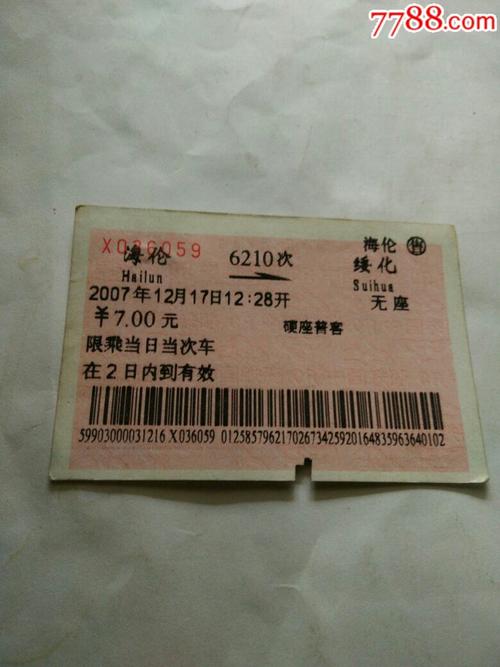 7788.com
X036059
海伦 售
海伦 6210次 绥化
Hailun Suihua
2007年12月17日12:28开 无座
￥7.00元 硬座普客
限乘当日当次车
在2日内到有效
59903000031216 X036059 01258579621702673425920164835963640102